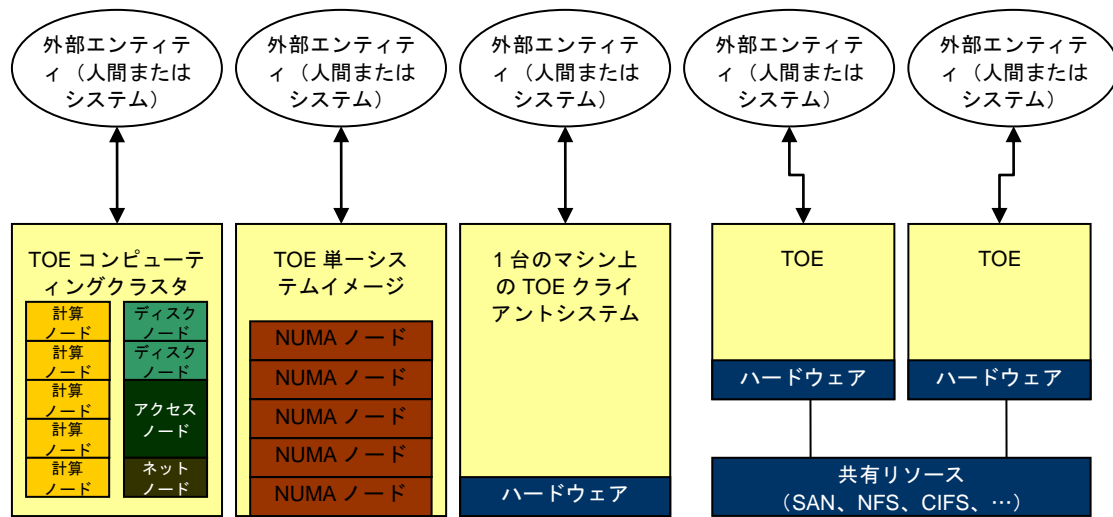 外部エンティテ
ィ（人間または
システム）
外部エンティテ
ィ（人間または
システム）
外部エンティテ
ィ（人間または
システム）
外部エンティテ
ィ（人間または
システム）
外部エンティテ
ィ（人間または
システム）
TOE コンピューテ
ィングクラスタ
計算
ノード
計算
ノード
計算
ノード
計算
ノード
計算
ノード
ディスク
ノード
ディスク
ノード
アクセス
ノード
ネット
ノード
TOE 単一シス
テムイメージ
NUMA ノード
NUMA ノード
NUMA ノード
NUMA ノード
NUMA ノード
1 台のマシン上
の TOE クライ
アントシステム
ハードウェア
TOE
ハードウェア
TOE
ハードウェア
共有リソース
（SAN、NFS、CIFS、…）